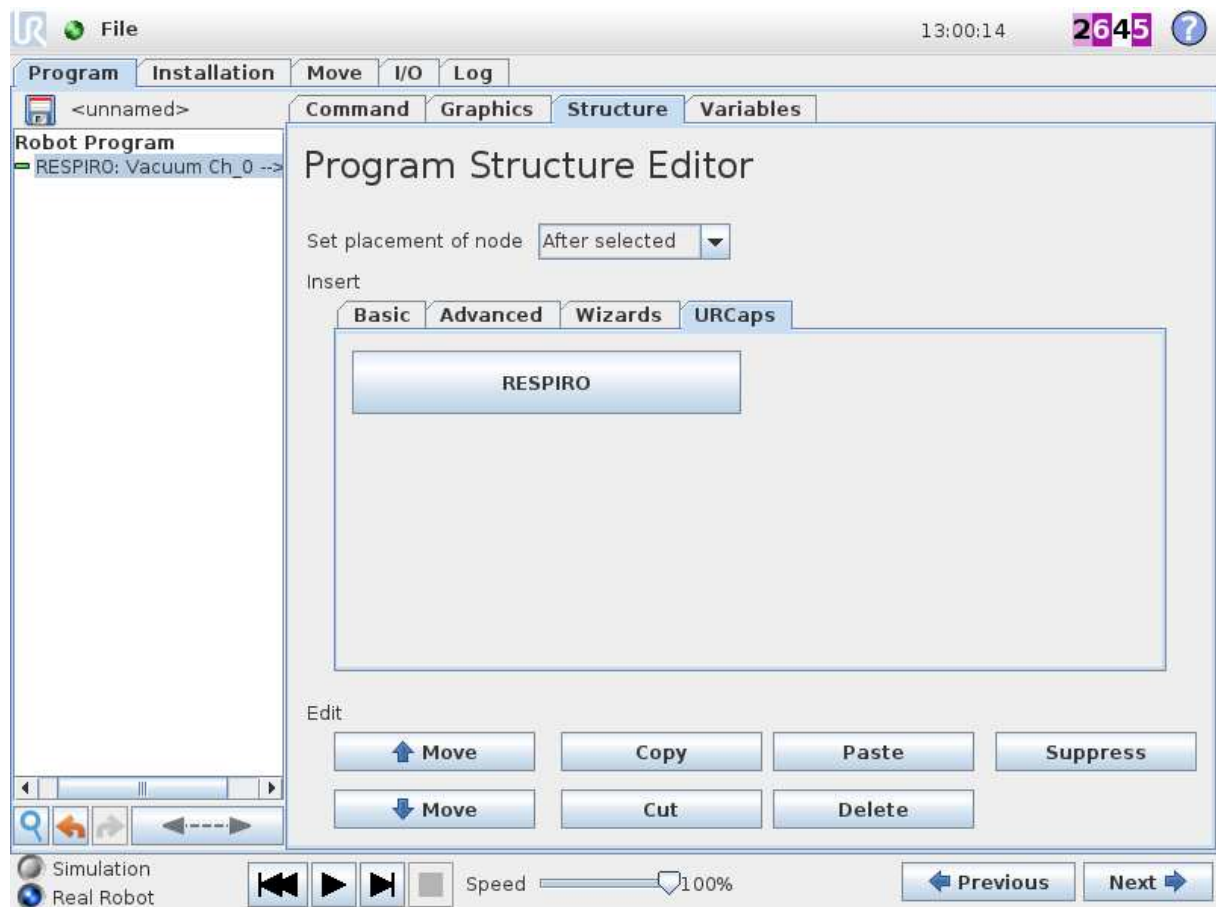 UR File 13:00:14 2645 ?
Program Installation Move I/O Log
<unnamed> Command Graphics Structure Variables
Robot Program
RESPIRO: Vacuum Ch_0 -->
Program Structure Editor
Set placement of node After selected
Insert
Basic Advanced Wizards URCaps
RESPIRO
Edit
Move Copy Paste Suppress
Move Cut Delete
Simulation
Real Robot
Speed 100% Previous Next